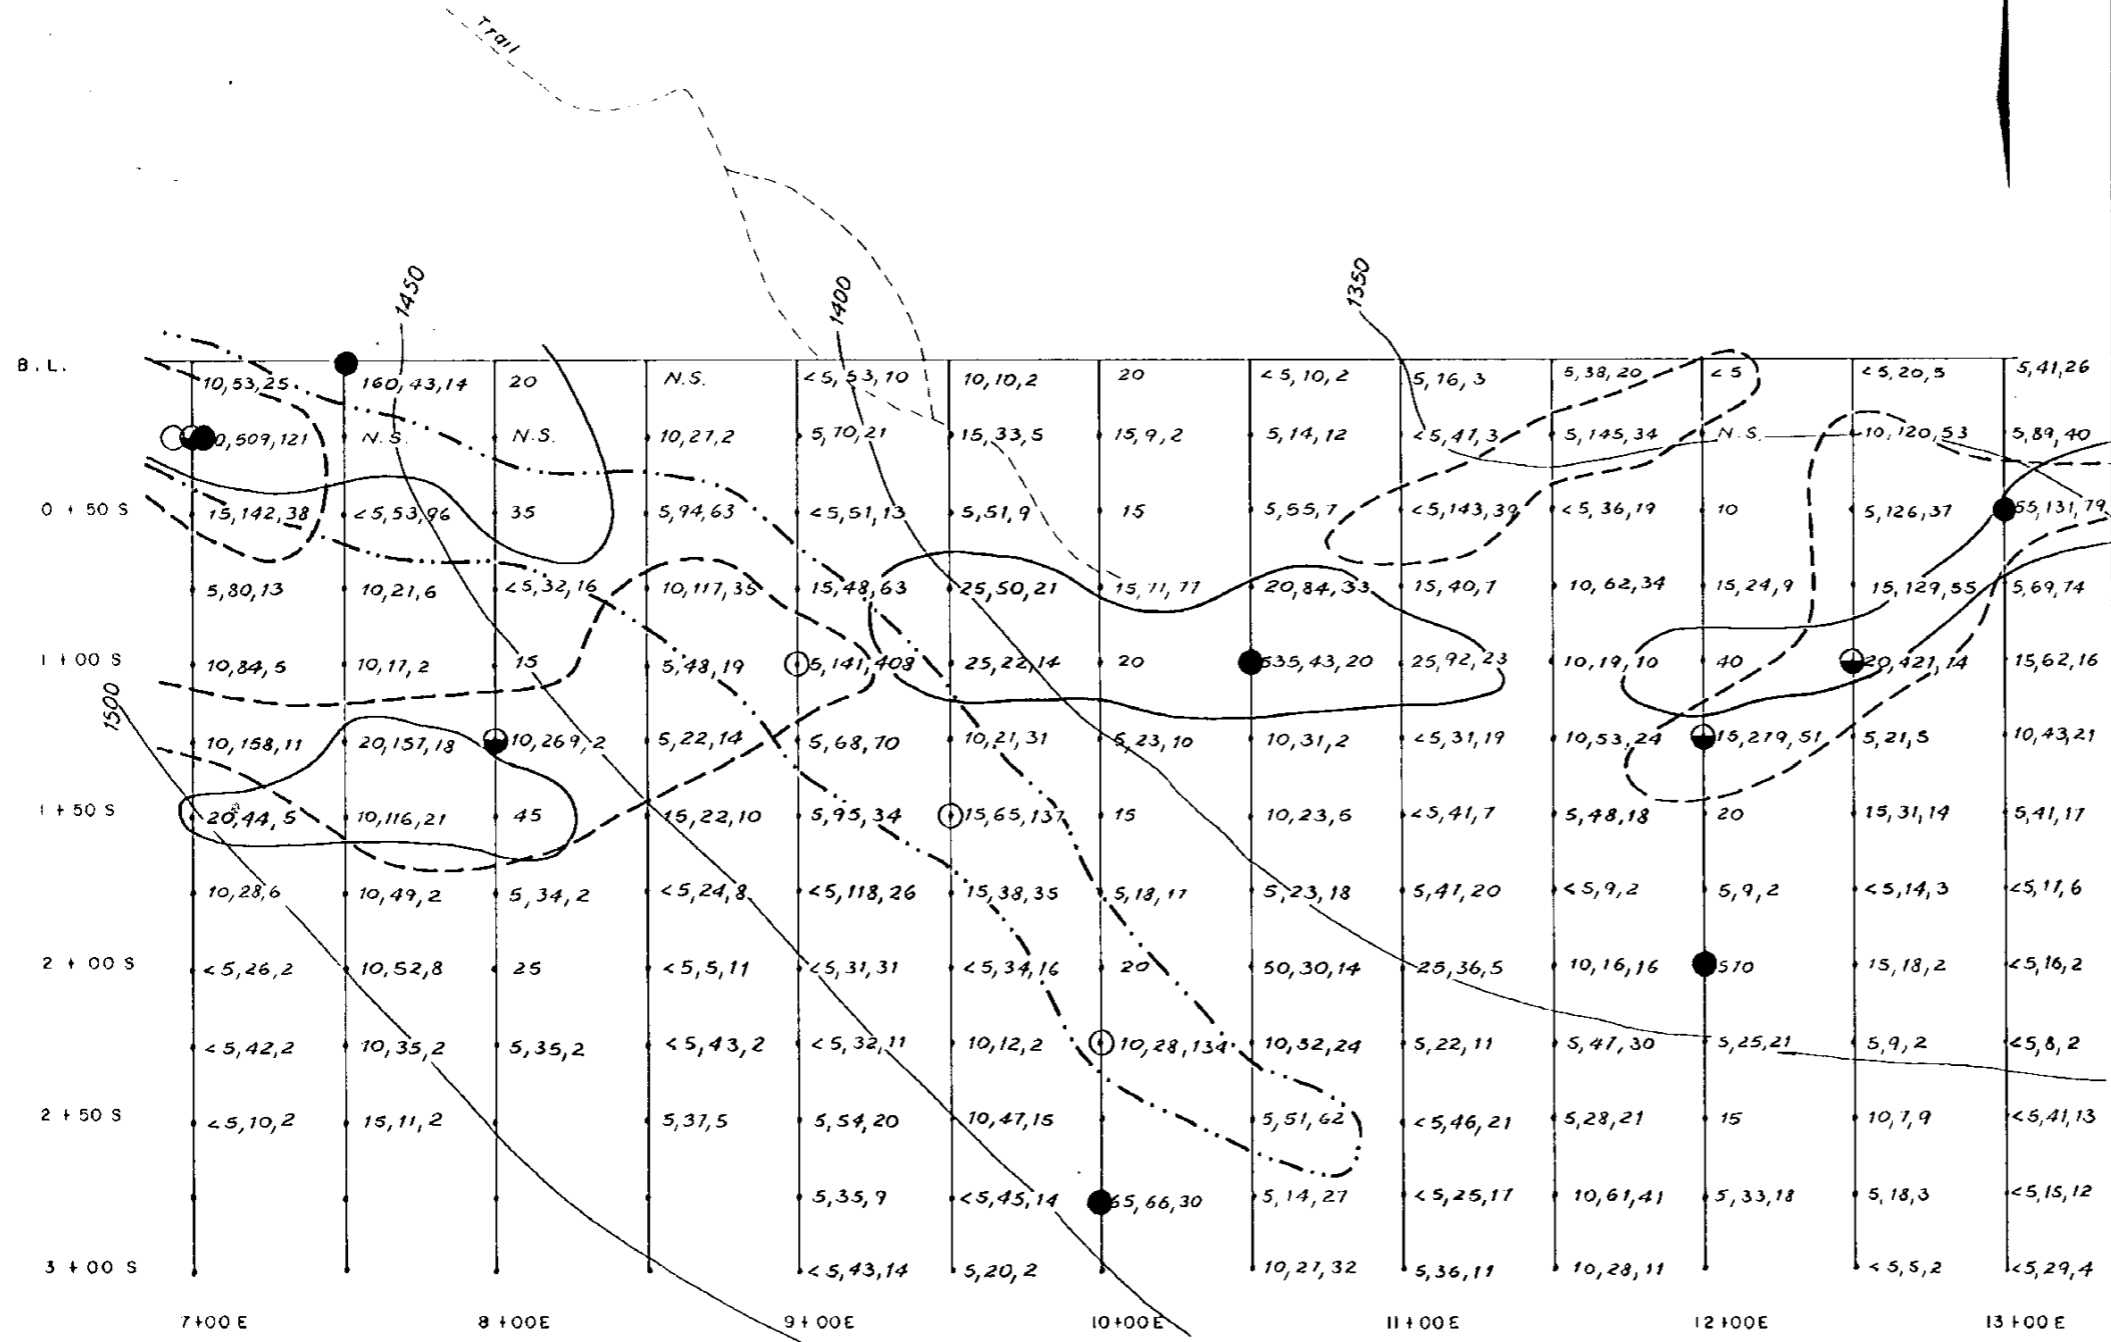 Trail
1450
1400
1350
B.L.
10,53,25 160,43,14 20 N.S. <5,53,10 10,10,2 20 <5,10,2 5,16,3 5,38,20 <5 <5,20,5 5,41,26
0,509,121 N.S. N.S. 10,27,2 5,70,21 15,33,5 15,9,2 5,14,12 <5,47,3 5,145,34 N.S. 10,120,53 5,89,40
0+50 S 15,142,38 <5,53,96 35 5,94,63 <5,51,13 5,51,9 15 5,55,7 <5,143,39 <5,36,19 10 5,126,37 55,131,79
5,80,13 10,21,6 <5,32,16 10,117,35 15,48,63 25,50,21 15,71,77 20,84,33 15,40,7 10,62,34 15,24,9 15,129,55 5,69,74
1+00 S 10,84,5 10,17,2 15 5,48,19 5,141,408 25,22,14 20 535,43,20 25,92,23 10,19,10 40 20,421,14 15,62,16
1500
10,158,11 20,157,18 10,269,2 5,22,14 5,68,70 10,21,31 5,23,10 10,31,2 <5,31,19 10,53,24 15,279,51 5,21,5 10,43,21
1+50 S 20,44,5 10,116,21 45 15,22,10 5,95,34 15,65,137 15 10,23,6 <5,41,7 5,48,18 20 15,31,14 5,41,17
10,28,6 10,49,2 5,34,2 <5,24,8 <5,118,26 15,38,35 5,18,17 5,23,18 5,47,20 <5,9,2 5,9,2 <5,14,3 <5,17,6
2+00 S <5,26,2 10,52,8 25 <5,5,11 <5,31,31 <5,34,16 20 50,30,14 25,36,5 10,16,16 570 15,18,2 <5,16,2
<5,42,2 10,35,2 5,35,2 <5,43,2 <5,32,11 10,12,2 10,28,134 10,32,24 5,22,11 5,47,30 5,25,21 5,9,2 <5,8,2
2+50 S <5,10,2 15,11,2 5,37,5 5,54,20 10,47,15 5,51,62 <5,46,21 5,28,21 15 10,7,9 <5,41,13
5,35,9 <5,45,14 65,66,30 5,14,27 <5,25,17 10,61,41 5,33,18 5,18,3 <5,15,12
3+00 S <5,43,14 5,20,2 10,27,32 5,36,11 10,28,11 <5,5,2 <5,29,4
7+00E 8+00E 9+00E 10+00E 11+00E 12+00E 13+00E